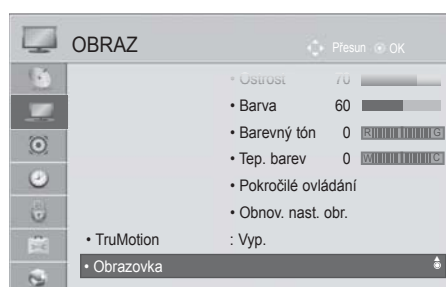 OBRAZ Přesun OK
• Ostrost 70
• Barva 60
• Barevný tón 0 R G
• Tep. barev 0 W C
• Pokročilé ovládání
• Obnov. nast. obr.
• TruMotion : Vyp.
• Obrazovka